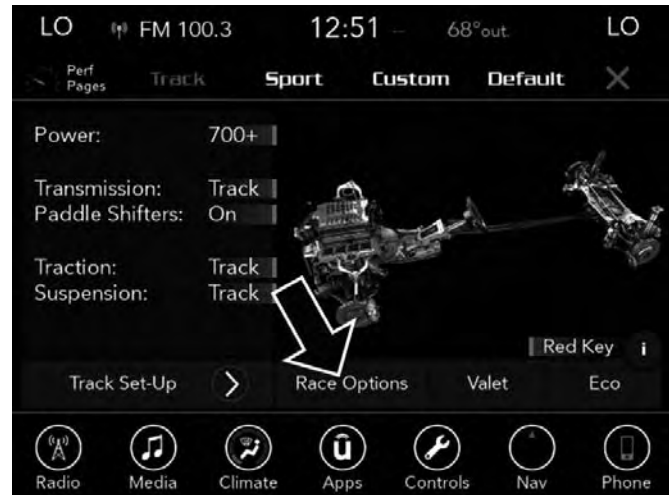 LO FM 100.3 12:51 68°out LO
Perf
Pages
Track Sport Custom Default
Power: 700+
Transmission: Track
Paddle Shifters: On
Traction: Track
Suspension: Track
Red Key i
Track Set-Up Race Options Valet Eco
Radio Media Climate Apps Controls Nav Phone